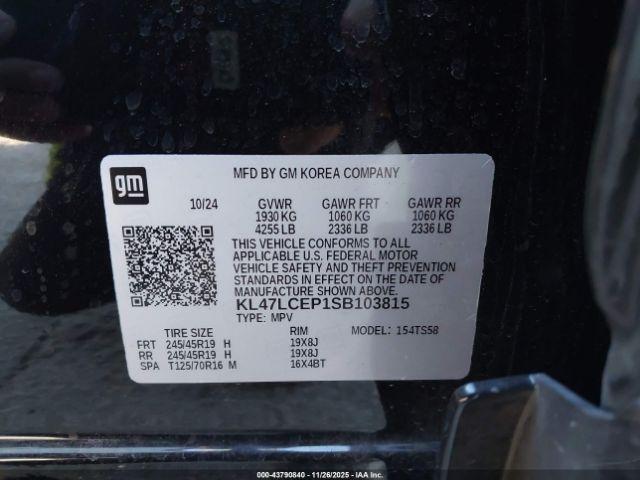 gm
MFD BY GM KOREA COMPANY
10/24 GVWR GAWR FRT GAWR RR
1930 KG 1060 KG 1060 KG
4255 LB 2336 LB 2336 LB
THIS VEHICLE CONFORMS TO ALL
APPLICABLE U.S. FEDERAL MOTOR
VEHICLE SAFETY AND THEFT PREVENTION
STANDARDS IN EFFECT ON THE DATE OF
MANUFACTURE SHOWN ABOVE.
KL47LCEP1SB103815
TYPE: MPV
TIRE SIZE RIM MODEL: 154TS58
FRT 245/45R19 H 19X8J
RR 245/45R19 H 19X8J
SPA T125/70R16 M 16X4BT
000-43790840 - 11/26/2025 - IAA, Inc.